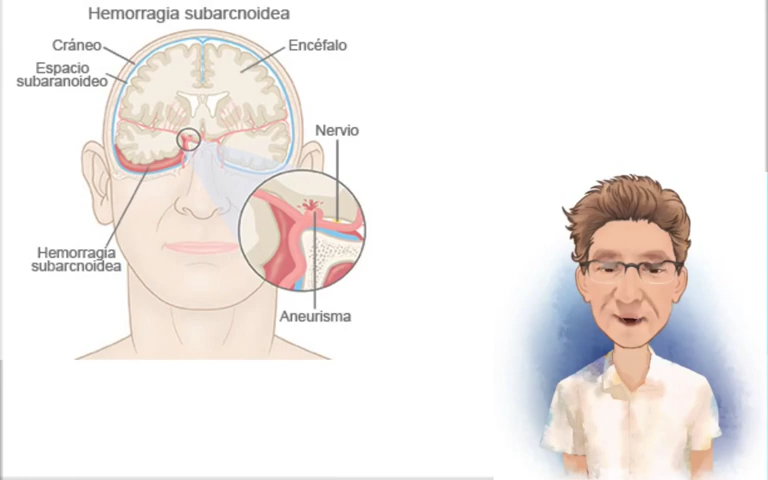 Hemorragia subarcnoidea
Cráneo
Encéfalo
Espacio
subaranoideo
Nervio
Hemorragia
subarcnoidea
Aneurisma